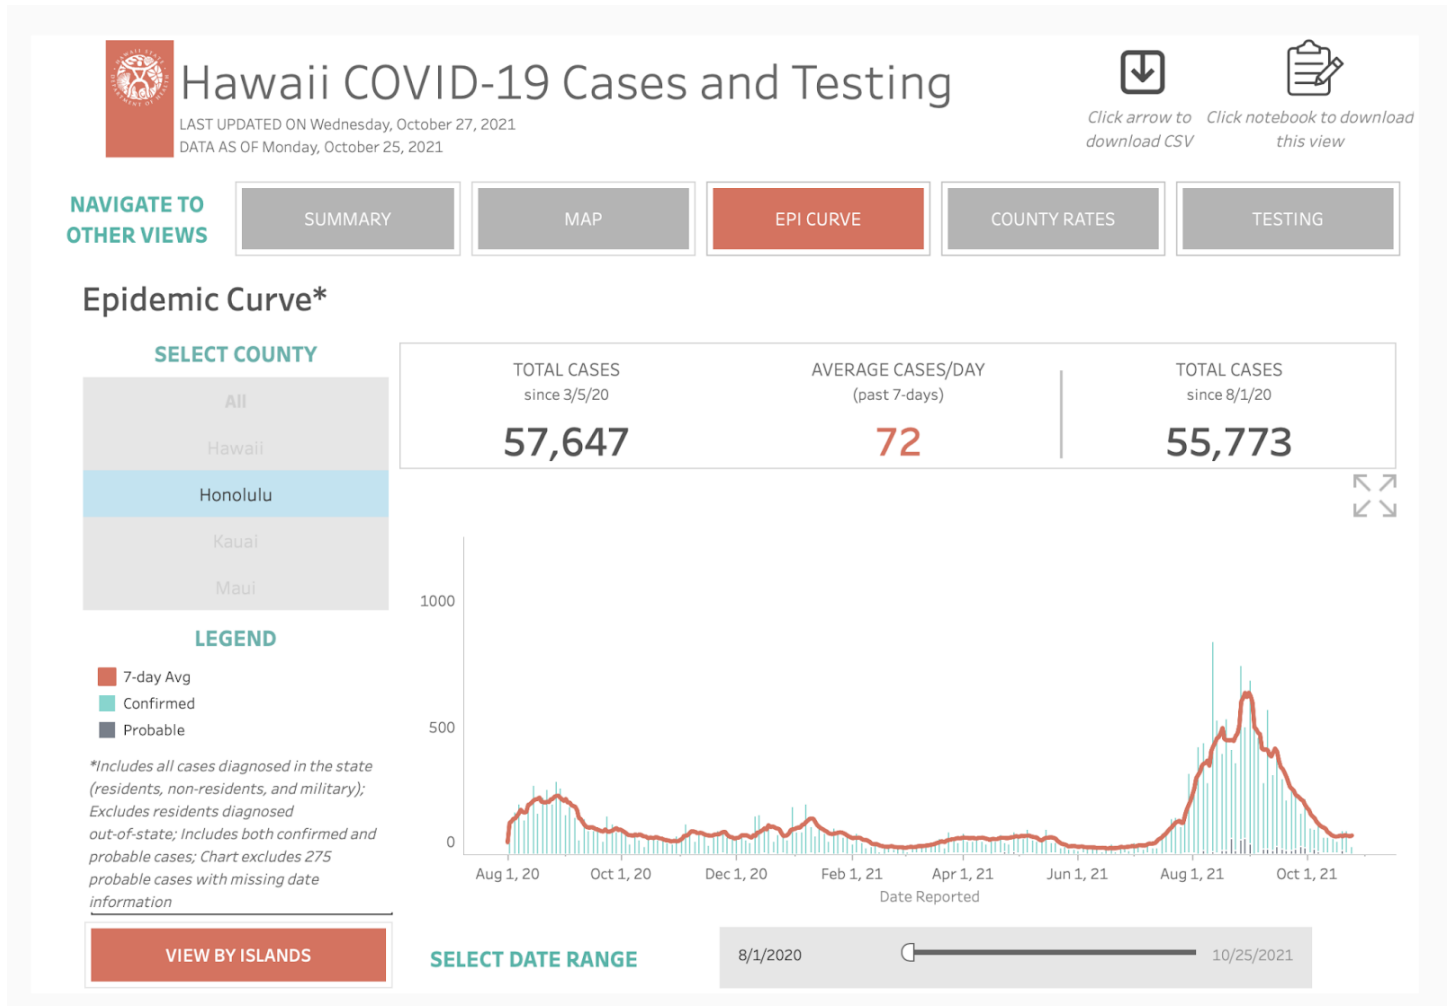 Hawaii COVID-19 Cases and Testing
LAST UPDATED ON Wednesday, October 27, 2021
DATA AS OF Monday, October 25, 2021
Click arrow to
download CSV
Click notebook to download
this view
NAVIGATE TO
OTHER VIEWS
SUMMARY
MAP
EPI CURVE
COUNTY RATES
TESTING
Epidemic Curve*
SELECT COUNTY
All
Hawaii
Honolulu
Kauai
Maui
TOTAL CASES
since 3/5/20
57,647
AVERAGE CASES/DAY
(past 7-days)
72
TOTAL CASES
since 8/1/20
55,773
LEGEND
7-day Avg
Confirmed
Probable
*Includes all cases diagnosed in the state
(residents, non-residents, and military);
Excludes residents diagnosed
out-of-state; Includes both confirmed and
probable cases; Chart excludes 275
probable cases with missing date
information
VIEW BY ISLANDS
1000
500
0
Aug 1, 20
Oct 1, 20
Dec 1, 20
Feb 1, 21
Apr 1, 21
Jun 1, 21
Aug 1, 21
Oct 1, 21
Date Reported
SELECT DATE RANGE
8/1/2020
10/25/2021